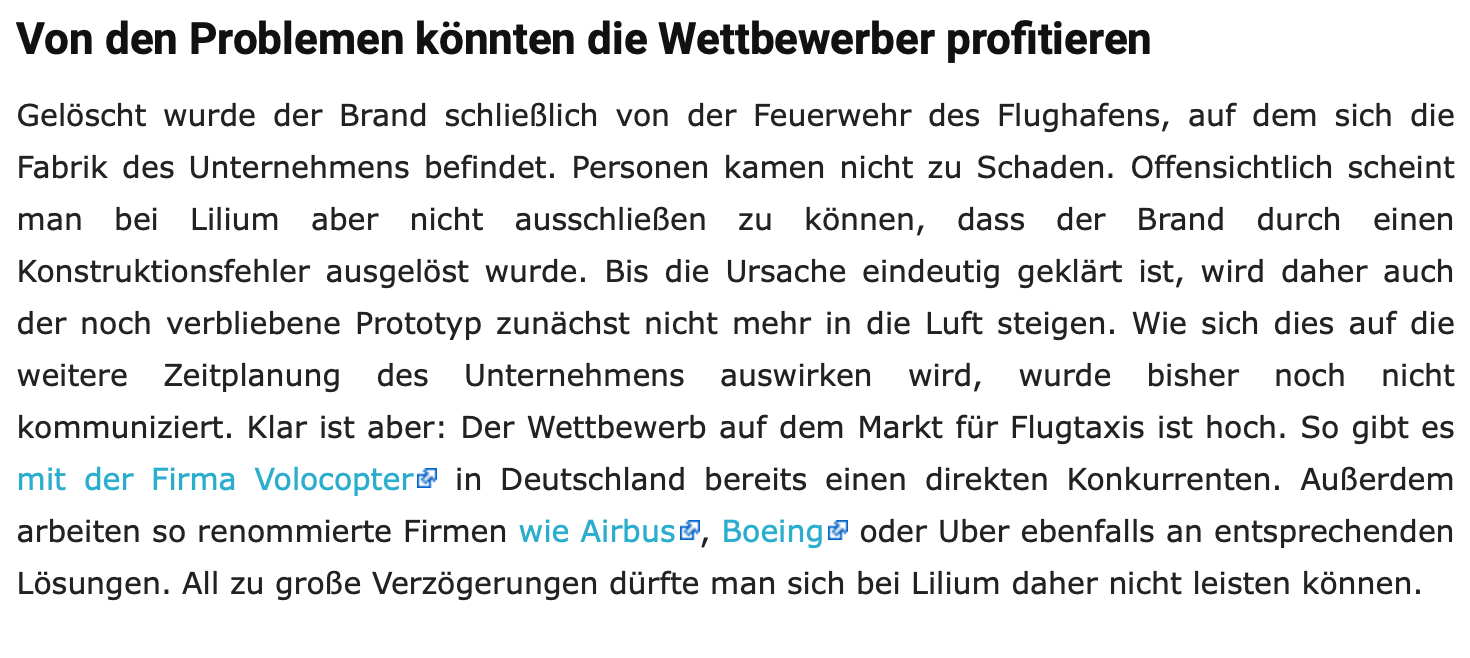 Von den Problemen könnten die Wettbewerber profitieren
Gelöscht wurde der Brand schließlich von der Feuerwehr des Flughafens, auf dem sich die
Fabrik des Unternehmens befindet. Personen kamen nicht zu Schaden. Offensichtlich scheint
man bei Lilium aber nicht ausschließen zu können, dass der Brand durch einen
Konstruktionsfehler ausgelöst wurde. Bis die Ursache eindeutig geklärt ist, wird daher auch
der noch verbliebene Prototyp zunächst nicht mehr in die Luft steigen. Wie sich dies auf die
weitere Zeitplanung des Unternehmens auswirken wird, wurde bisher noch nicht
kommuniziert. Klar ist aber: Der Wettbewerb auf dem Markt für Flugtaxis ist hoch. So gibt es
mit der Firma Volocopter in Deutschland bereits einen direkten Konkurrenten. Außerdem
arbeiten so renommierte Firmen wie Airbus, Boeing oder Uber ebenfalls an entsprechenden
Lösungen. All zu große Verzögerungen dürfte man sich bei Lilium daher nicht leisten können.